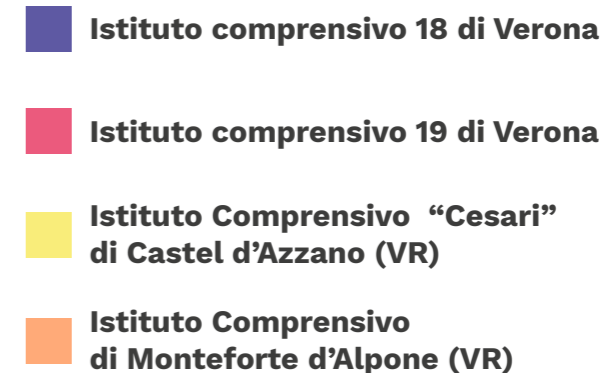 Istituto comprensivo 18 di Verona
Istituto comprensivo 19 di Verona
Istituto Comprensivo “Cesari”
di Castel d’Azzano (VR)
Istituto Comprensivo
di Monteforte d’Alpone (VR)